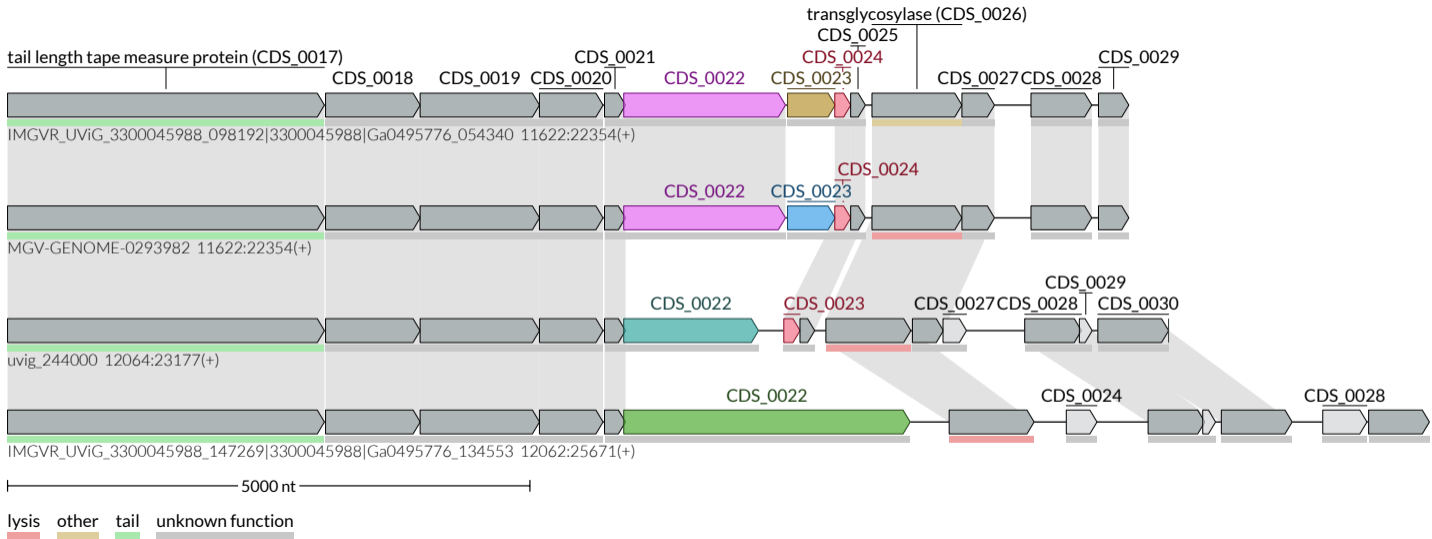 transglycosylase (CDS_0026)
CDS_0025
tail length tape measure protein (CDS_0017) CDS_0021 CDS_0024 CDS_0029
CDS_0018 CDS_0019 CDS_0020 CDS_0022 CDS_0023 CDS_0027 CDS_0028
IMGVR_UViG_3300045988_098192|3300045988|Ga0495776_054340 11622:22354(+)
CDS_0024
CDS_0022 CDS_0023
MGV-GENOME-0293982 11622:22354(+)
CDS_0029
CDS_0022 CDS_0023 CDS_0027 CDS_0028 CDS_0030
uvig_244000 12064:23177(+)
CDS_0022 CDS_0024 CDS_0028
IMGVR_UViG_3300045988_147269|3300045988|Ga0495776_134553 12062:25671(+)
5000 nt
lysis other tail unknown function